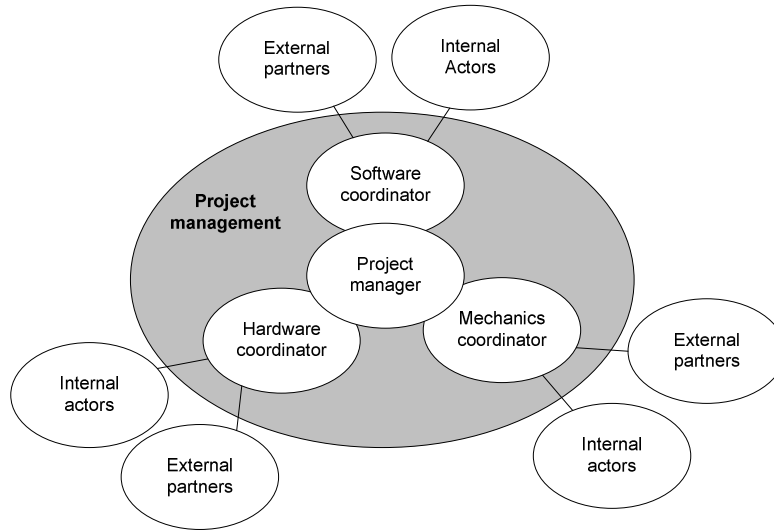 External
partners
Internal
Actors
Software
coordinator
Project
management
Project
manager
Hardware
coordinator
Mechanics
coordinator
External
partners
Internal
actors
Internal
actors
External
partners